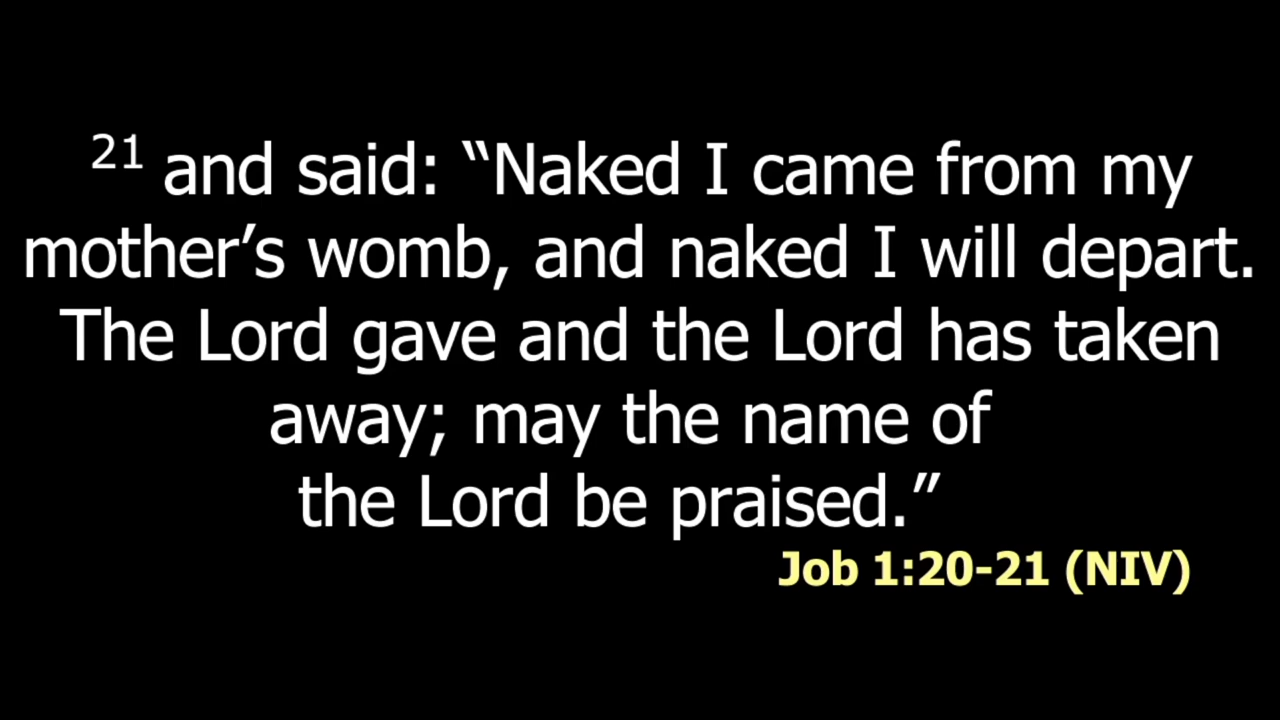 21 and said: “Naked I came from my
mother’s womb, and naked I will depart.
The Lord gave and the Lord has taken
away; may the name of
the Lord be praised.”
Job 1:20-21 (NIV)